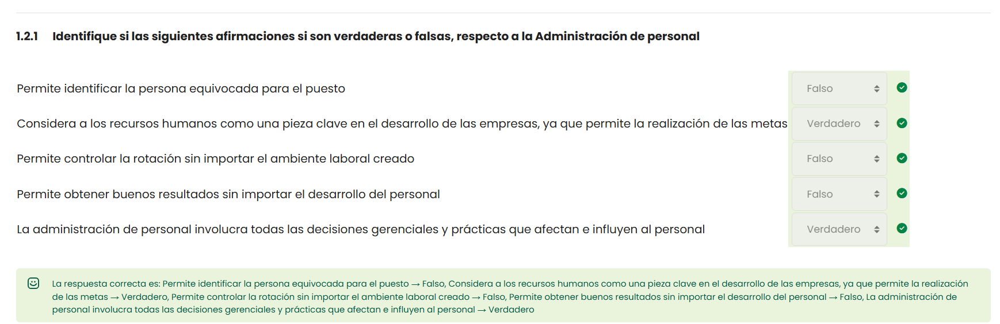 1.2.1 Identifique si las siguientes afirmaciones si son verdaderas o falsas, respecto a la Administración de personal
Permite identificar la persona equivocada para el puesto Falso
Considera a los recursos humanos como una pieza clave en el desarrollo de las empresas, ya que permite la realización de las metas Verdadero
Permite controlar la rotación sin importar el ambiente laboral creado Falso
Permite obtener buenos resultados sin importar el desarrollo del personal Falso
La administración de personal involucra todas las decisiones gerenciales y prácticas que afectan e influyen al personal Verdadero
La respuesta correcta es: Permite identificar la persona equivocada para el puesto → Falso, Considera a los recursos humanos como una pieza clave en el desarrollo de las empresas, ya que permite la realización
de las metas → Verdadero, Permite controlar la rotación sin importar el ambiente laboral creado → Falso, Permite obtener buenos resultados sin importar el desarrollo del personal → Falso, La administración de
personal involucra todas las decisiones gerenciales y prácticas que afectan e influyen al personal → Verdadero